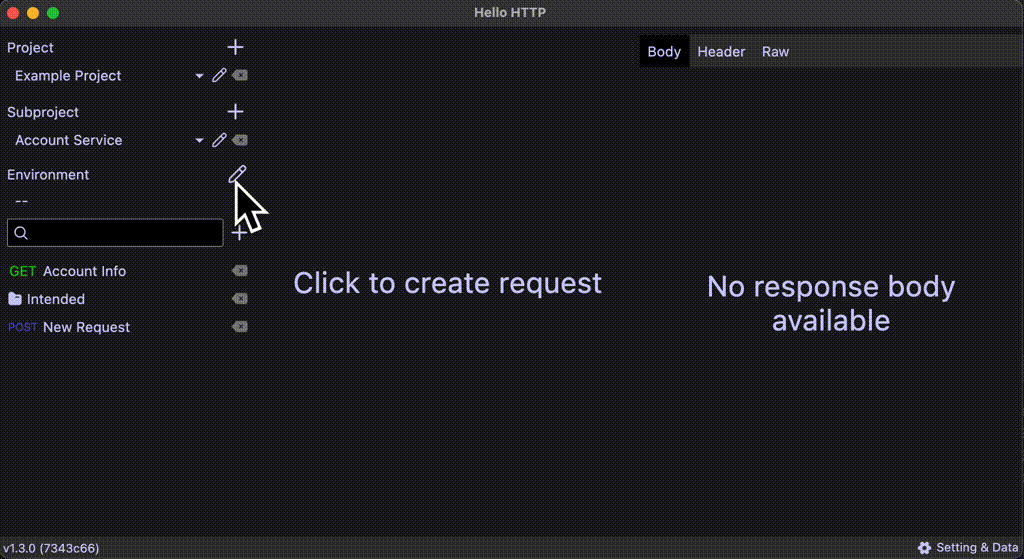 Hello HTTP
Project
Example Project
Subproject
Account Service
Environment
--
GET Account Info
Intended
POST New Request
Click to create request
Body Header Raw
No response body
available
v1.3.0 (7343c66)
Setting & Data